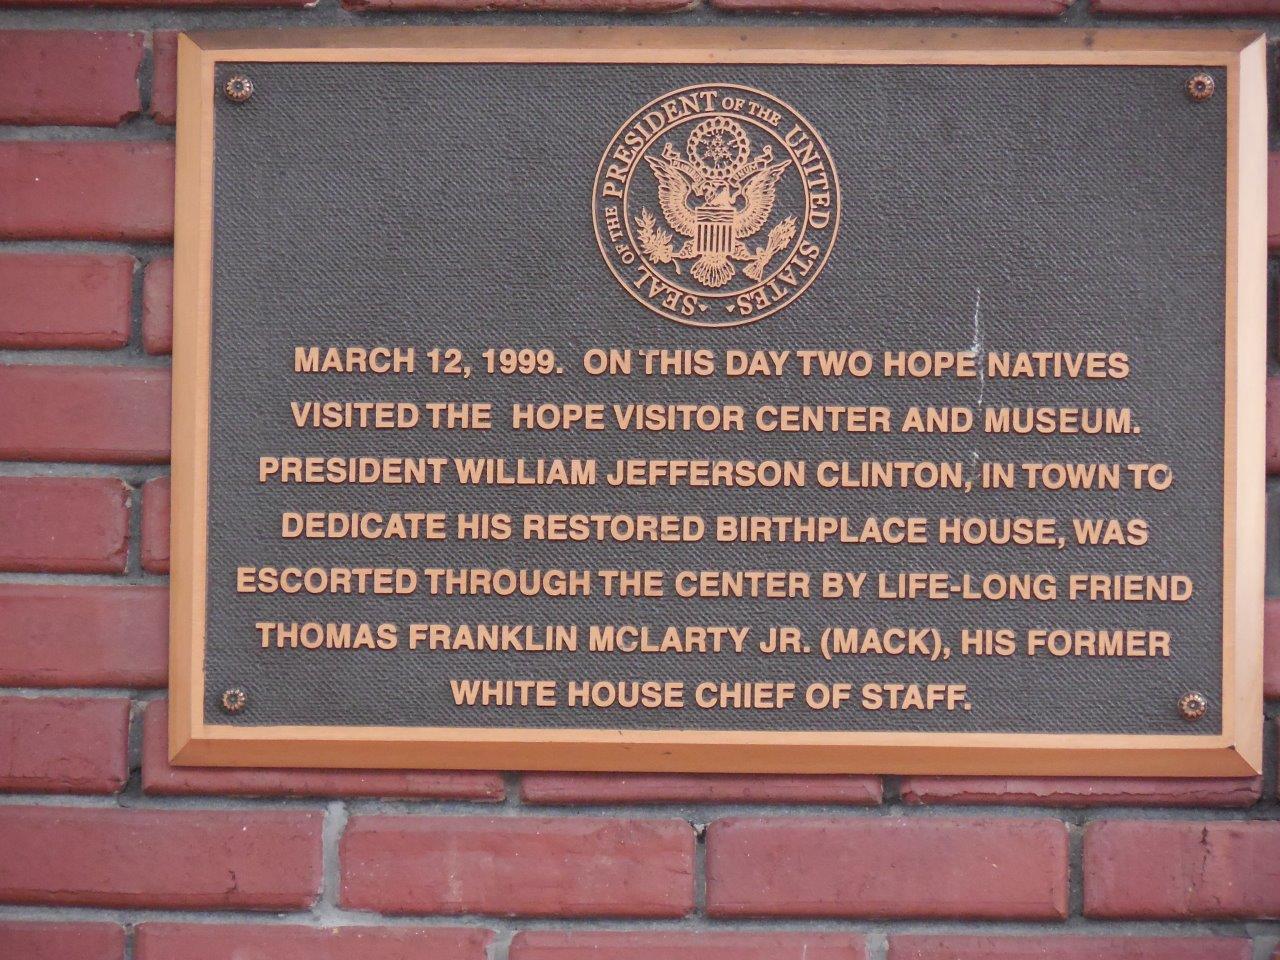 SEAL OF THE PRESIDENT OF THE UNITED STATES
MARCH 12, 1999. ON THIS DAY TWO HOPE NATIVES
VISITED THE HOPE VISITOR CENTER AND MUSEUM.
PRESIDENT WILLIAM JEFFERSON CLINTON, IN TOWN TO
DEDICATE HIS RESTORED BIRTHPLACE HOUSE, WAS
ESCORTED THROUGH THE CENTER BY LIFE-LONG FRIEND
THOMAS FRANKLIN MCLARTY JR. (MACK), HIS FORMER
WHITE HOUSE CHIEF OF STAFF.